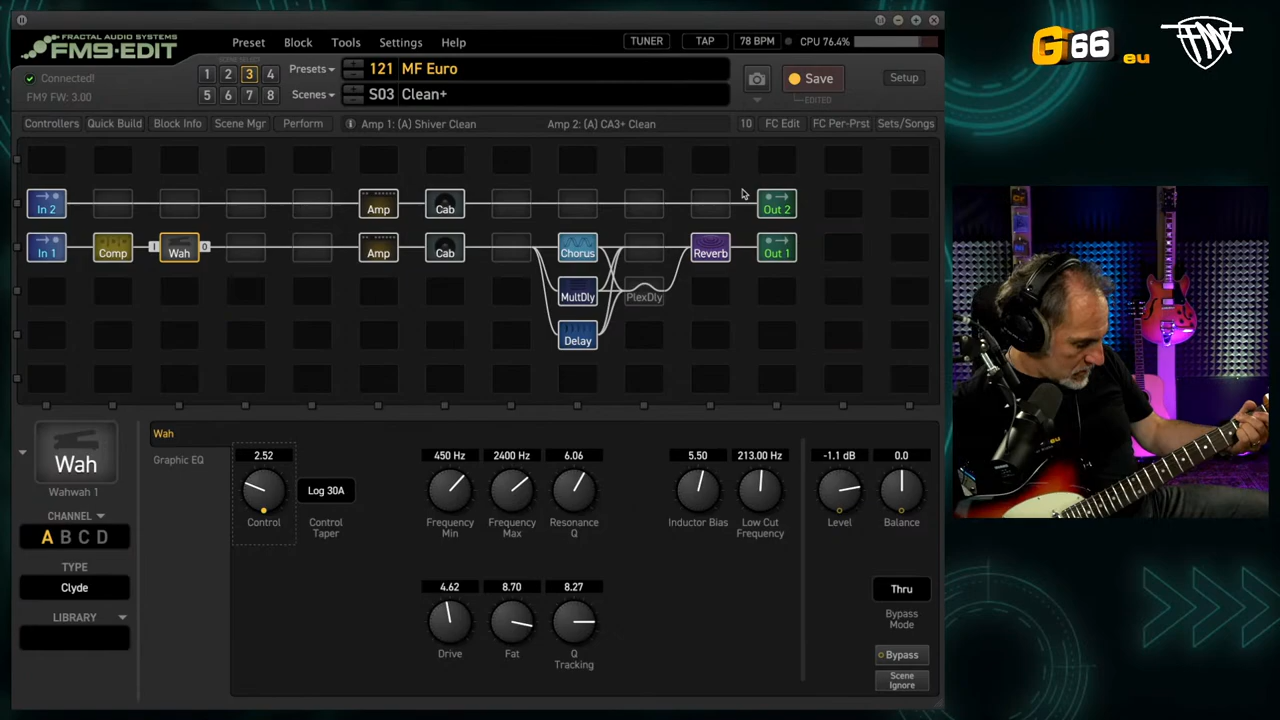 FRACTAL AUDIO SYSTEMS
FM9-EDIT
Preset Block Tools Settings Help
TUNER TAP 78 BPM CPU 76.4%
Connected!
FM9 FW: 3.00
SCENE SELECT
1 2 3 4
5 6 7 8
Presets 121 MF Euro
Scenes S03 Clean+
Save
EDITED
Setup
Controllers Quick Build Block Info Scene Mgr Perform
Amp 1: (A) Shiver Clean Amp 2: (A) CA3+ Clean
10 FC Edit FC Per-Prst Sets/Songs
In 2 Amp Cab Out 2
In 1 Comp I Wah O Amp Cab Chorus Reverb Out 1
MultDly PlexDly
Delay
Wah
Wahwah 1
CHANNEL
A B C D
TYPE
Clyde
LIBRARY
Wah
Graphic EQ
2.52
Control
Log 30A
Control Taper
450 Hz
Frequency Min
2400 Hz
Frequency Max
6.06
Resonance Q
5.50
Inductor Bias
213.00 Hz
Low Cut Frequency
-1.1 dB
Level
0.0
Balance
4.62
Drive
8.70
Fat
8.27
Q Tracking
Thru
Bypass Mode
Bypass
Scene Ignore
G66
eu
FMX